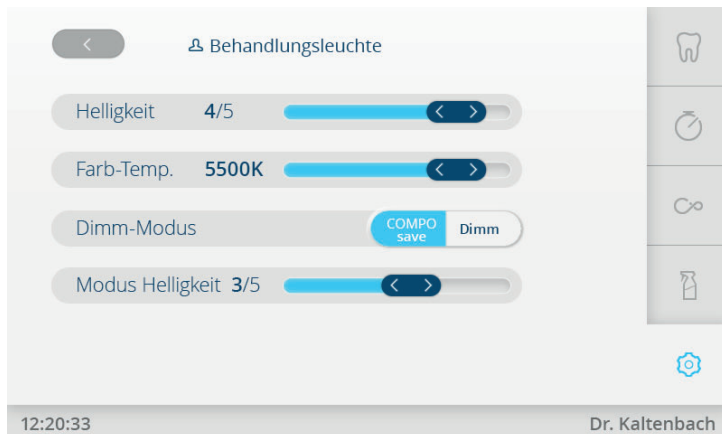 Behandlungsleuchte
Helligkeit 4/5
Farb-Temp. 5500K
Dimm-Modus COMPO save Dimm
Modus Helligkeit 3/5
12:20:33 Dr. Kaltenbach